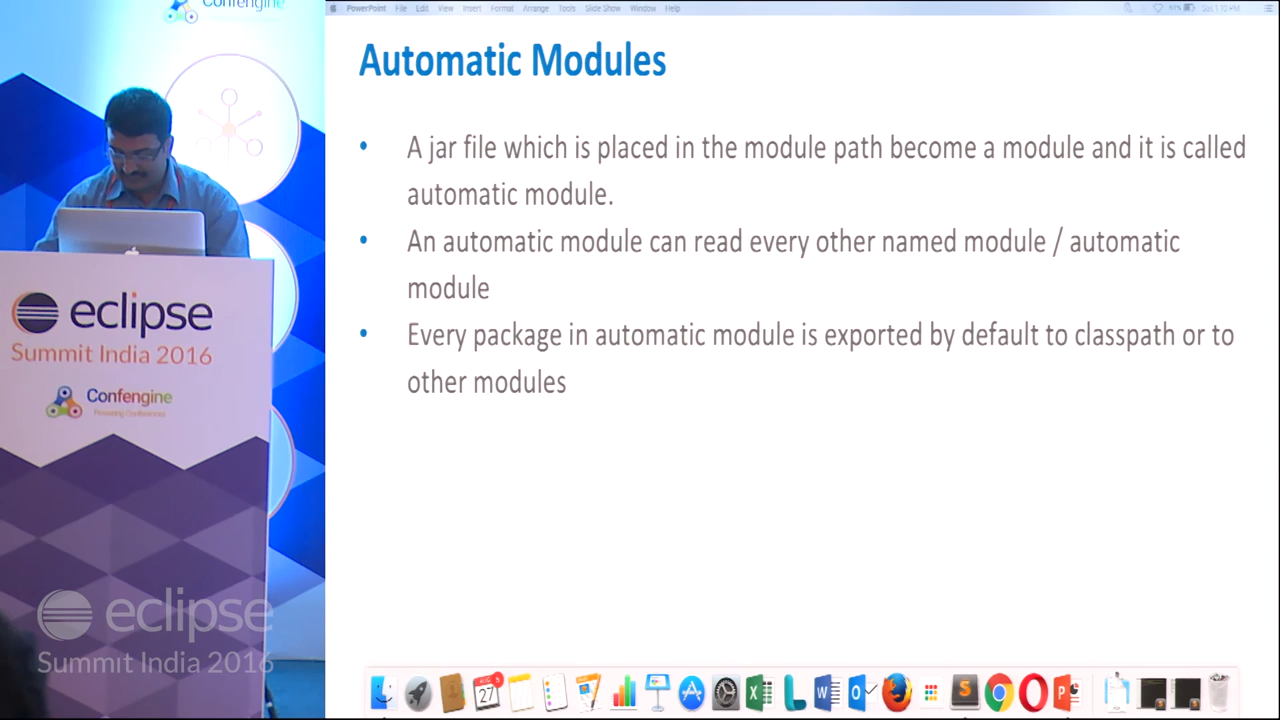 Confengine
PowerPoint File Edit View Insert Format Arrange Tools Slide Show Window Help
Automatic Modules
• A jar file which is placed in the module path become a module and it is called
automatic module.
• An automatic module can read every other named module / automatic
module
• Every package in automatic module is exported by default to classpath or to
other modules
eclipse
Summit India 2016
Confengine
Powering Conferences
eclipse
Summit India 2016
27